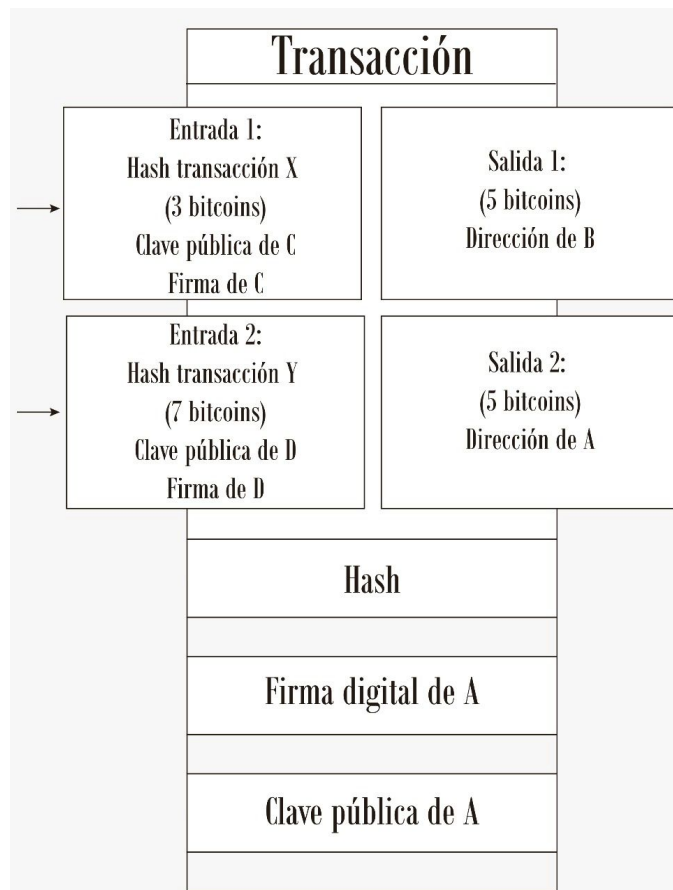 Transacción
Entrada 1:
Hash transacción X
(3 bitcoins)
Clave pública de C
Firma de C
Salida 1:
(5 bitcoins)
Dirección de B
Entrada 2:
Hash transacción Y
(7 bitcoins)
Clave pública de D
Firma de D
Salida 2:
(5 bitcoins)
Dirección de A
Hash
Firma digital de A
Clave pública de A